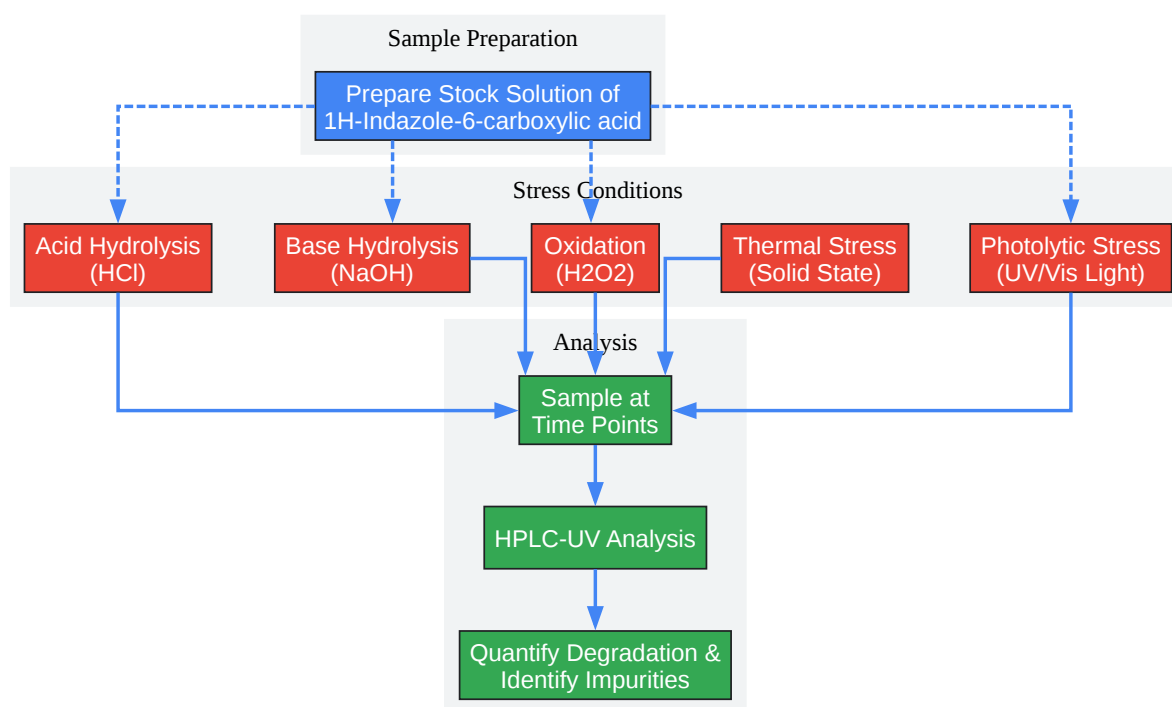 Sample Preparation
Prepare Stock Solution of
1H-Indazole-6-carboxylic acid
Stress Conditions
Acid Hydrolysis
(HCl)
Base Hydrolysis
(NaOH)
Oxidation
(H2O2)
Thermal Stress
(Solid State)
Photolytic Stress
(UV/Vis Light)
Analysis
Sample at
Time Points
HPLC-UV Analysis
Quantify Degradation &
Identify Impurities